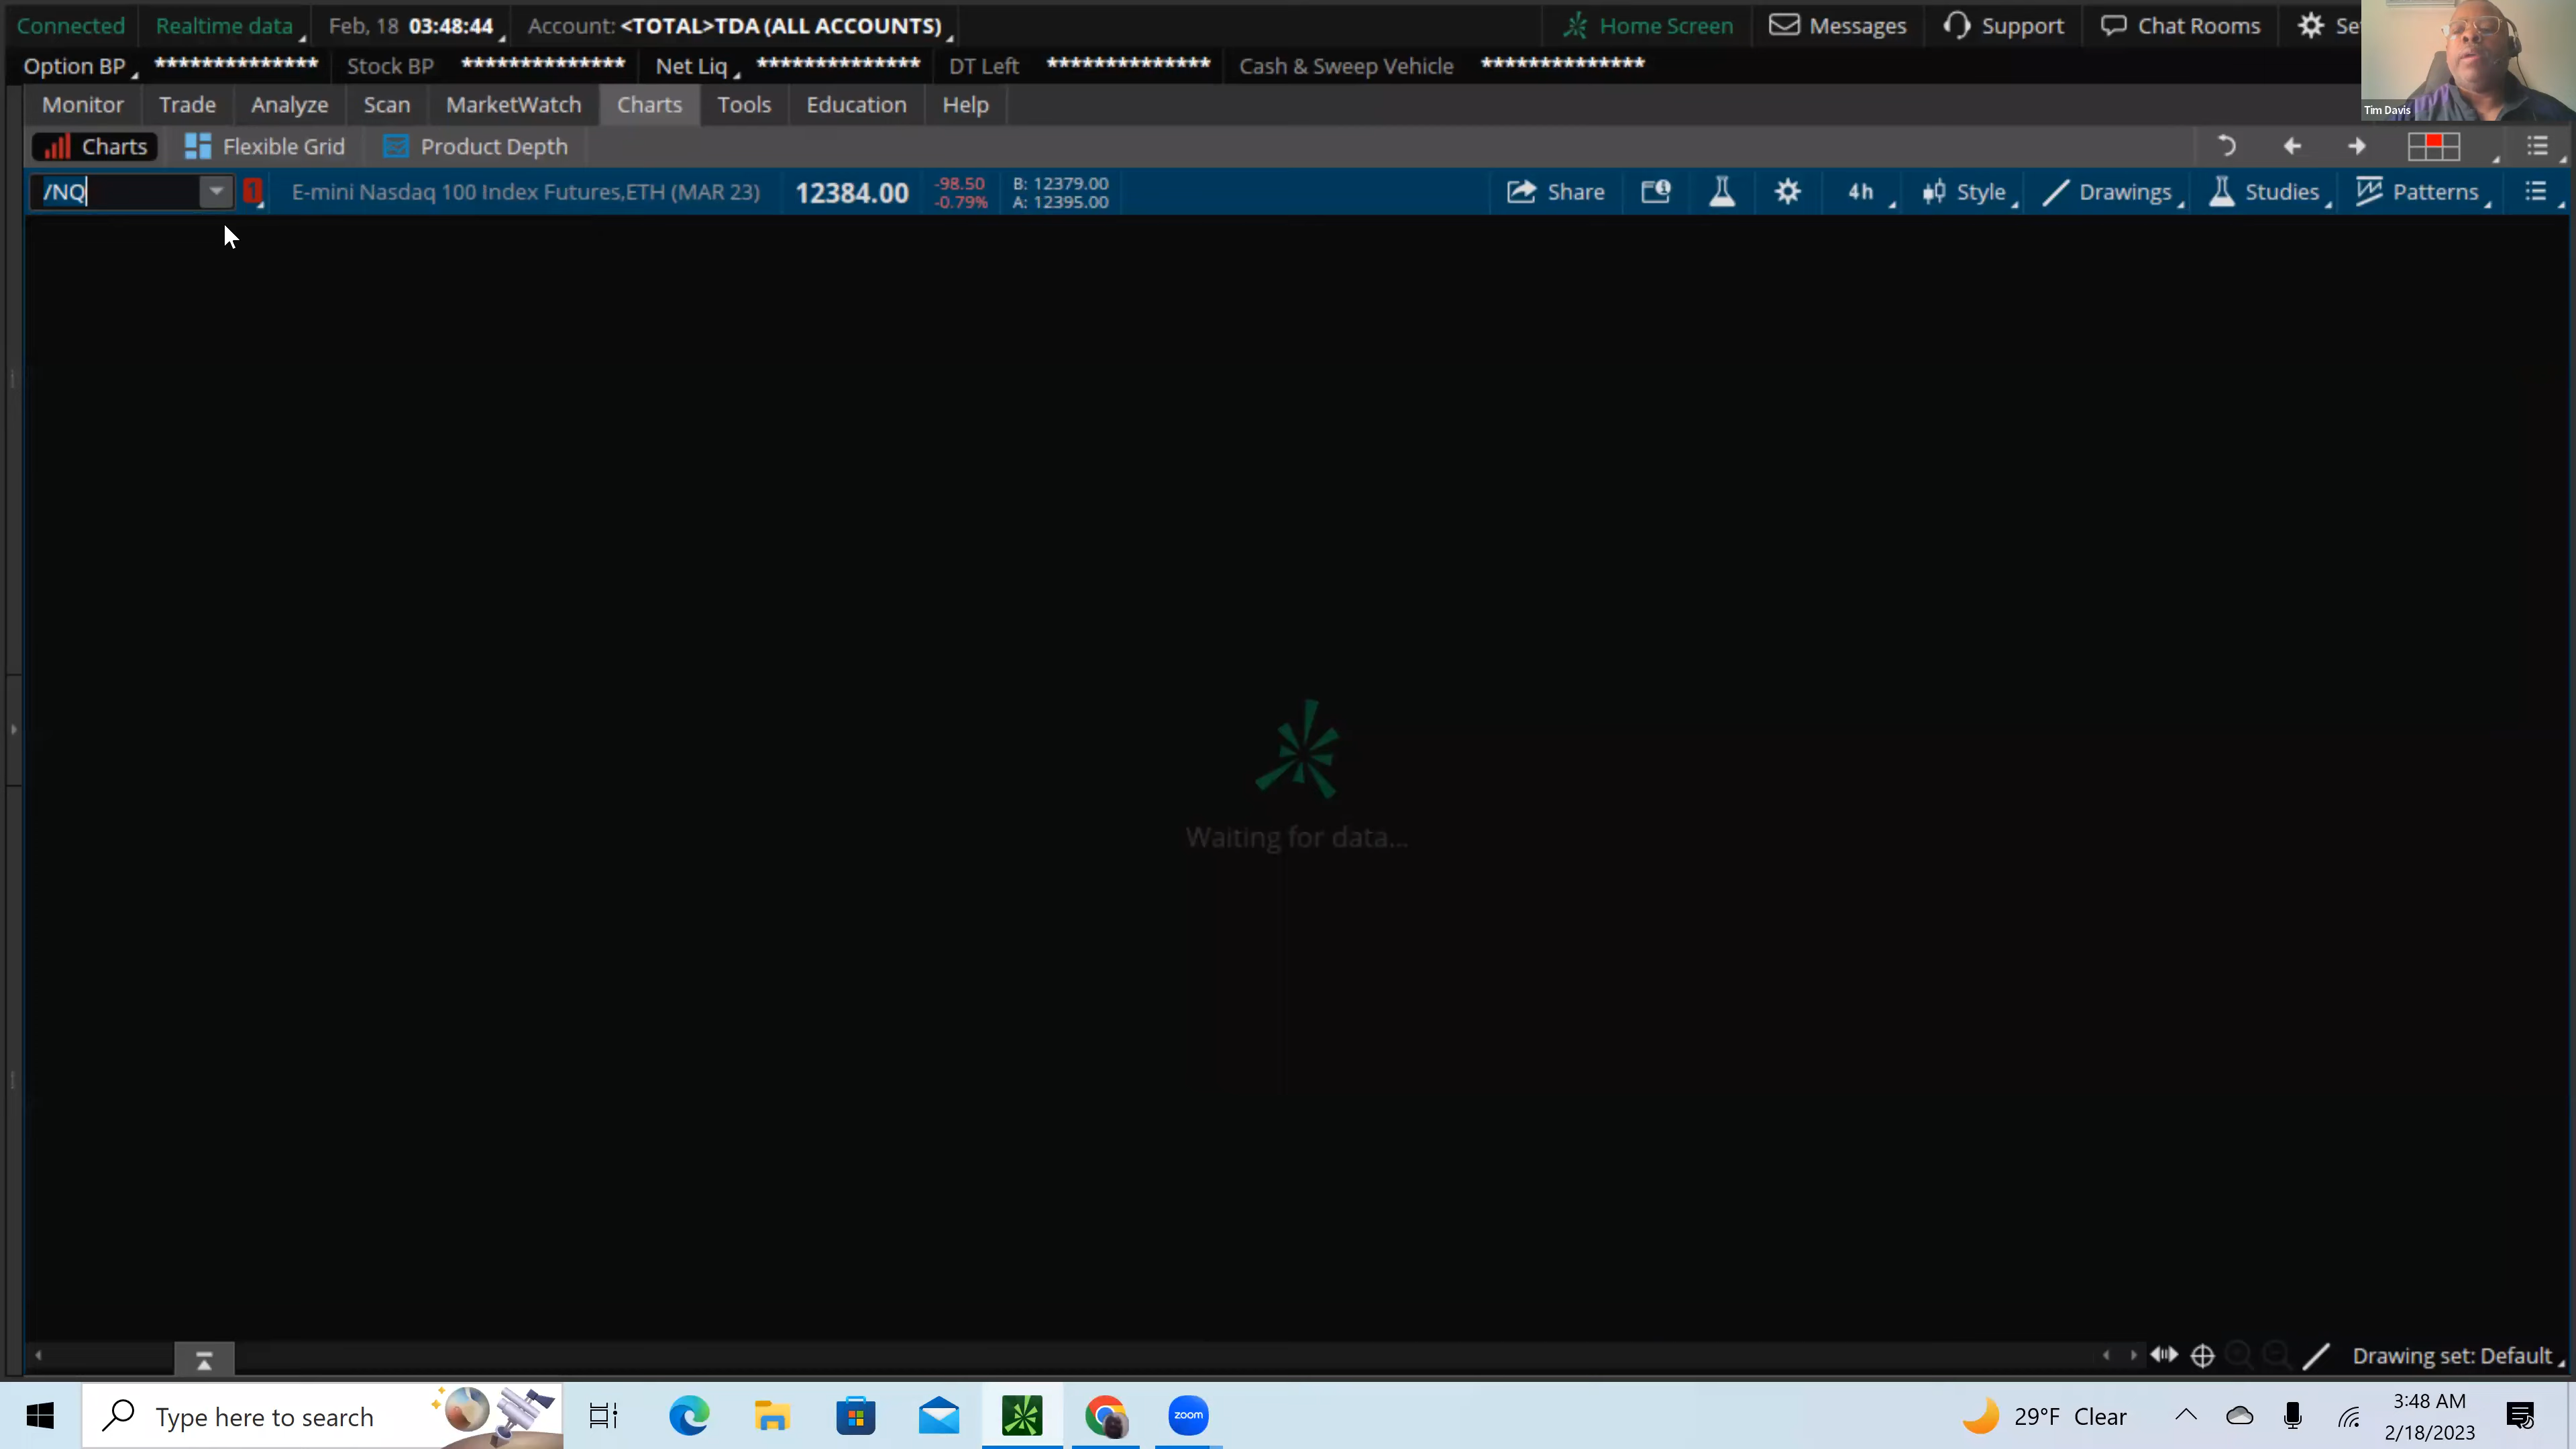 Connected Realtime data Feb, 18 03:48:44 Account: <TOTAL>TDA (ALL ACCOUNTS) Home Screen Messages Support Chat Rooms
Option BP ************** Stock BP ************** Net Liq ************** DT Left ************** Cash & Sweep Vehicle **************
Monitor Trade Analyze Scan MarketWatch Charts Tools Education Help
Tim Davis
Charts Flexible Grid Product Depth
/NQ 1 E-mini Nasdaq 100 Index Futures,ETH (MAR 23) 12384.00 -98.50 B: 12379.00 Share 4h Style Drawings Studies Patterns
-0.79% A: 12395.00
Waiting for data...
Drawing set: Default
Type here to search zoom 29°F Clear 3:48 AM
2/18/2023